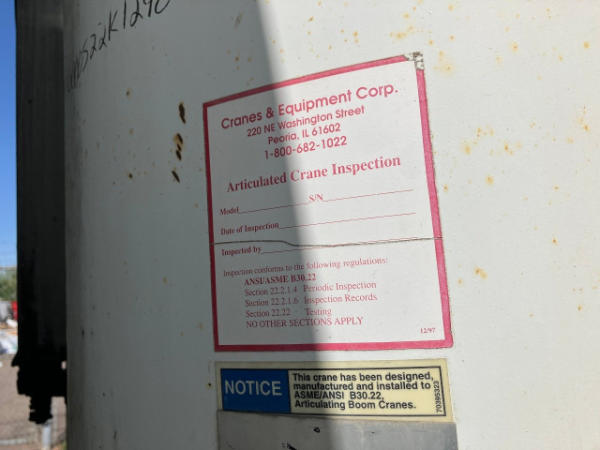 Cranes & Equipment Corp.
220 NE Washington Street
Peoria, IL 61602
1-800-682-1022
Articulated Crane Inspection
Model S/N
Date of Inspection
Inspected by
Inspection conforms to the following regulations:
ANSI/ASME B30.22
Section 22.2.1.4 Periodic Inspection
Section 22.2.1.6 Inspection Records
Section 22.22 Testing
NO OTHER SECTIONS APPLY
12/97
NOTICE
This crane has been designed,
manufactured and installed to
ASME/ANSI B30.22,
Articulating Boom Cranes.
70395323